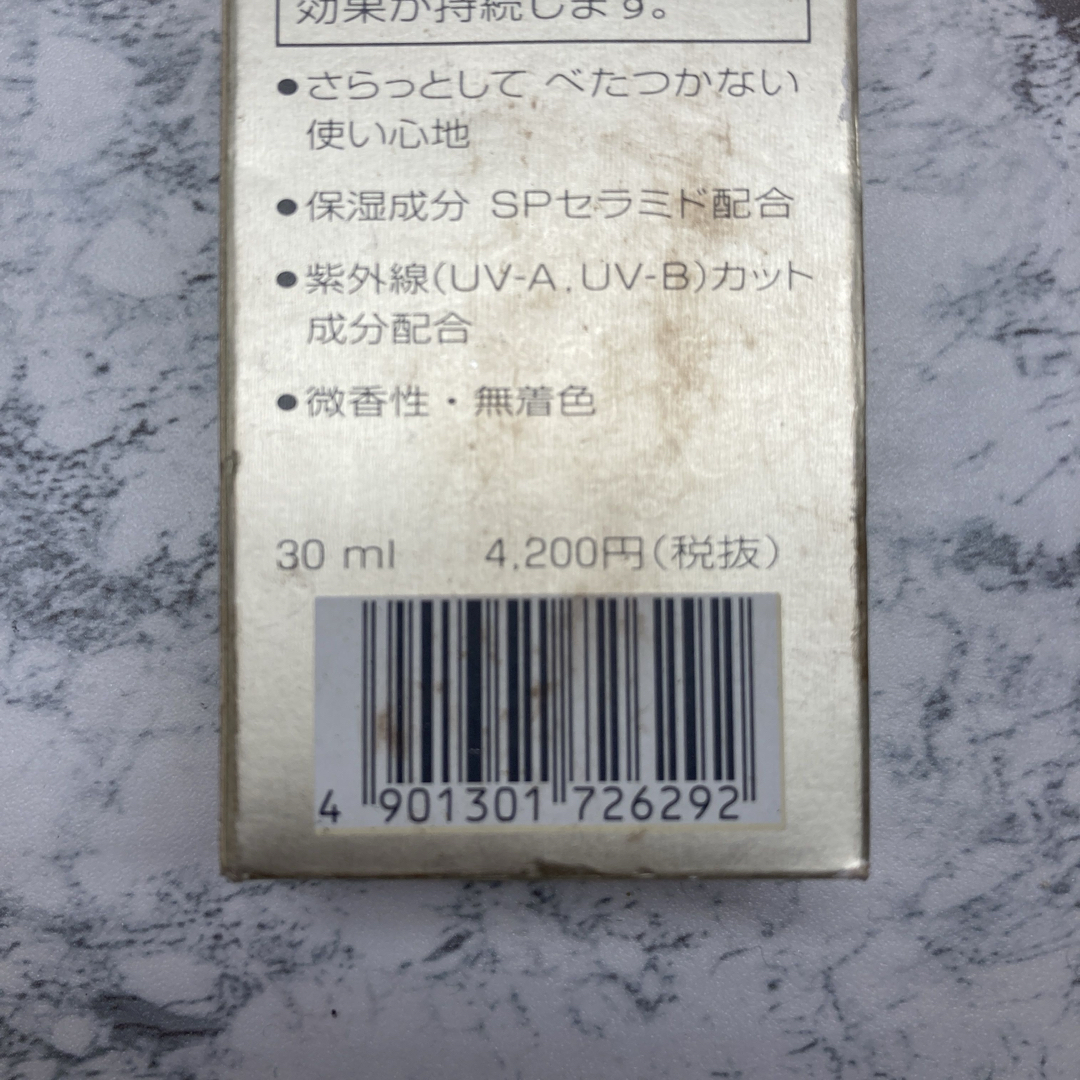 効果が持続します。
●さらっとして べたつかない
使い心地
●保湿成分 SPセラミド配合
●紫外線(UV-A, UV-B)カット
成分配合
●微香性・無着色
30 ml 4,200円(税抜)
4 901301 726292